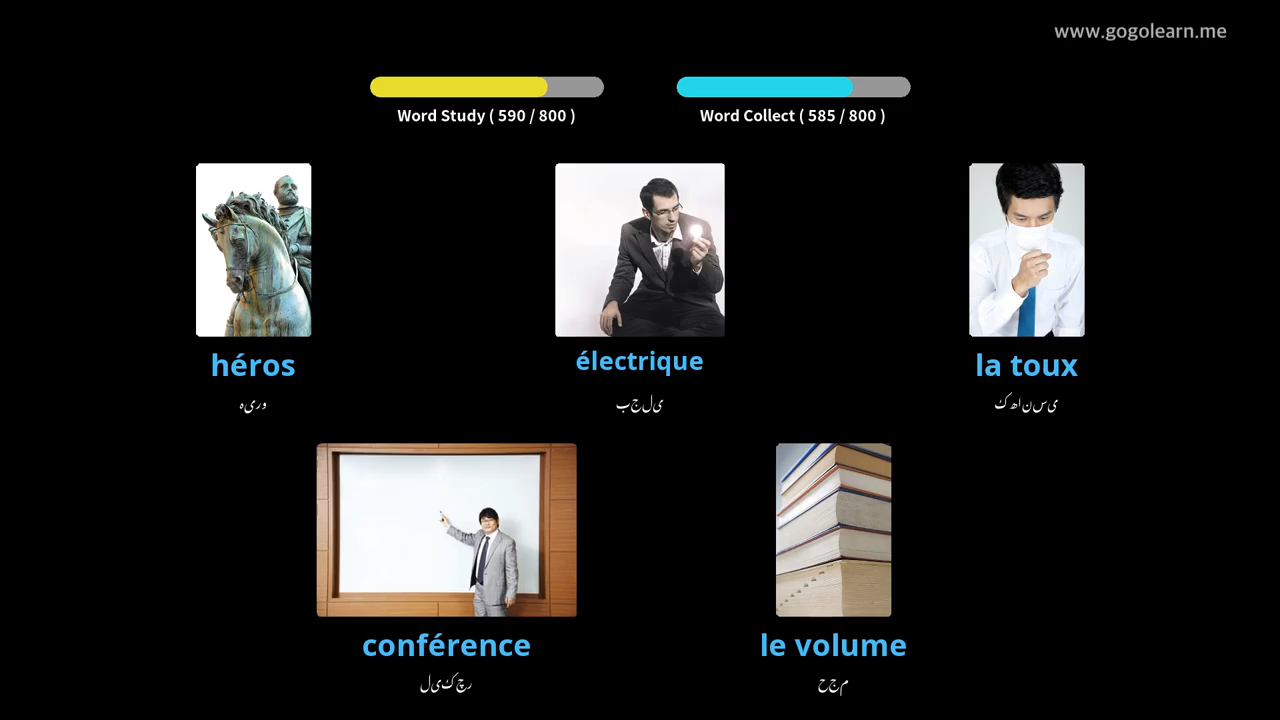 www.gogolearn.me
Word Study ( 590 / 800 )
Word Collect ( 585 / 800 )
héros
وریہ
électrique
یلجب
la toux
یسناھک
conférence
رچکیل
le volume
مجح